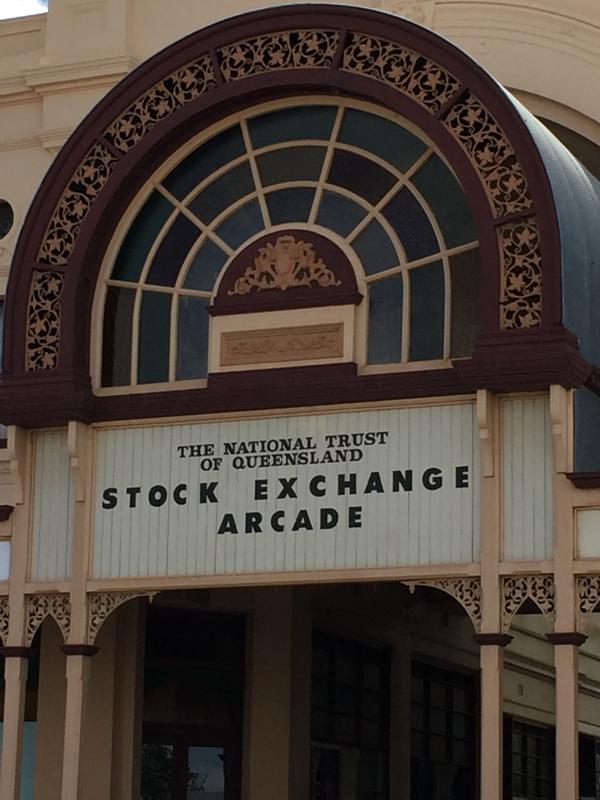 THE NATIONAL TRUST
OF QUEENSLAND
STOCK EXCHANGE
ARCADE